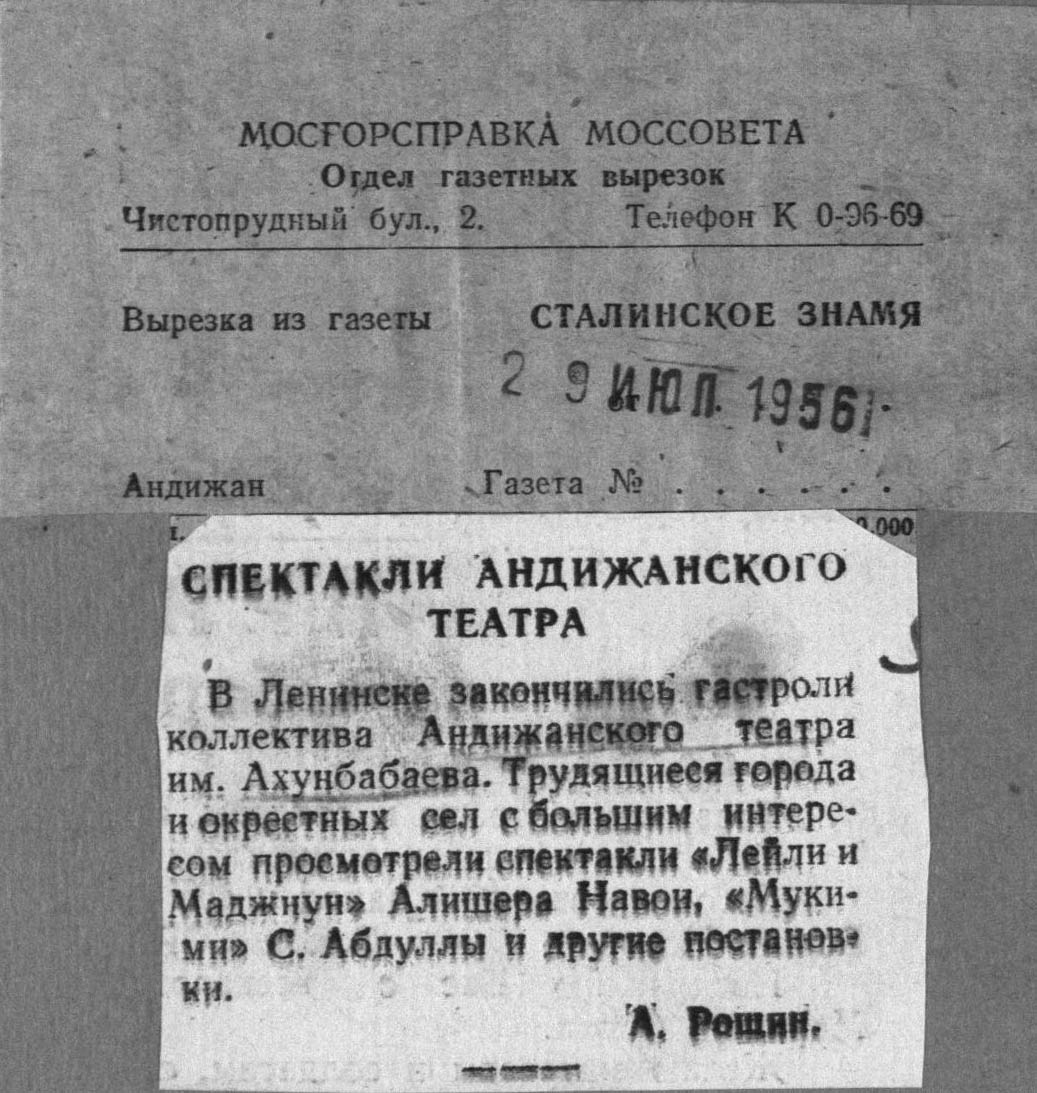 МОСГОРСПРАВКА МОССОВЕТА
Отдел газетных вырезок
Чистопрудный бул., 2. Телефон К 0-96-69
Вырезка из газеты СТАЛИНСКОЕ ЗНАМЯ
29 ИЮЛ 1956
Андижан Газета № . . . . . .
СПЕКТАКЛИ АНДИЖАНСКОГО
ТЕАТРА
В Ленинске закончились гастроли
коллектива Андижанского театра
им. Ахунбабаева. Трудящиеся города
и окрестных сел с большим интере-
сом просмотрели спектакли «Лейли и
Маджнун» Алишера Навои, «Муки-
ми» С. Абдуллы и другие постанов-
ки.
А. Рощин.